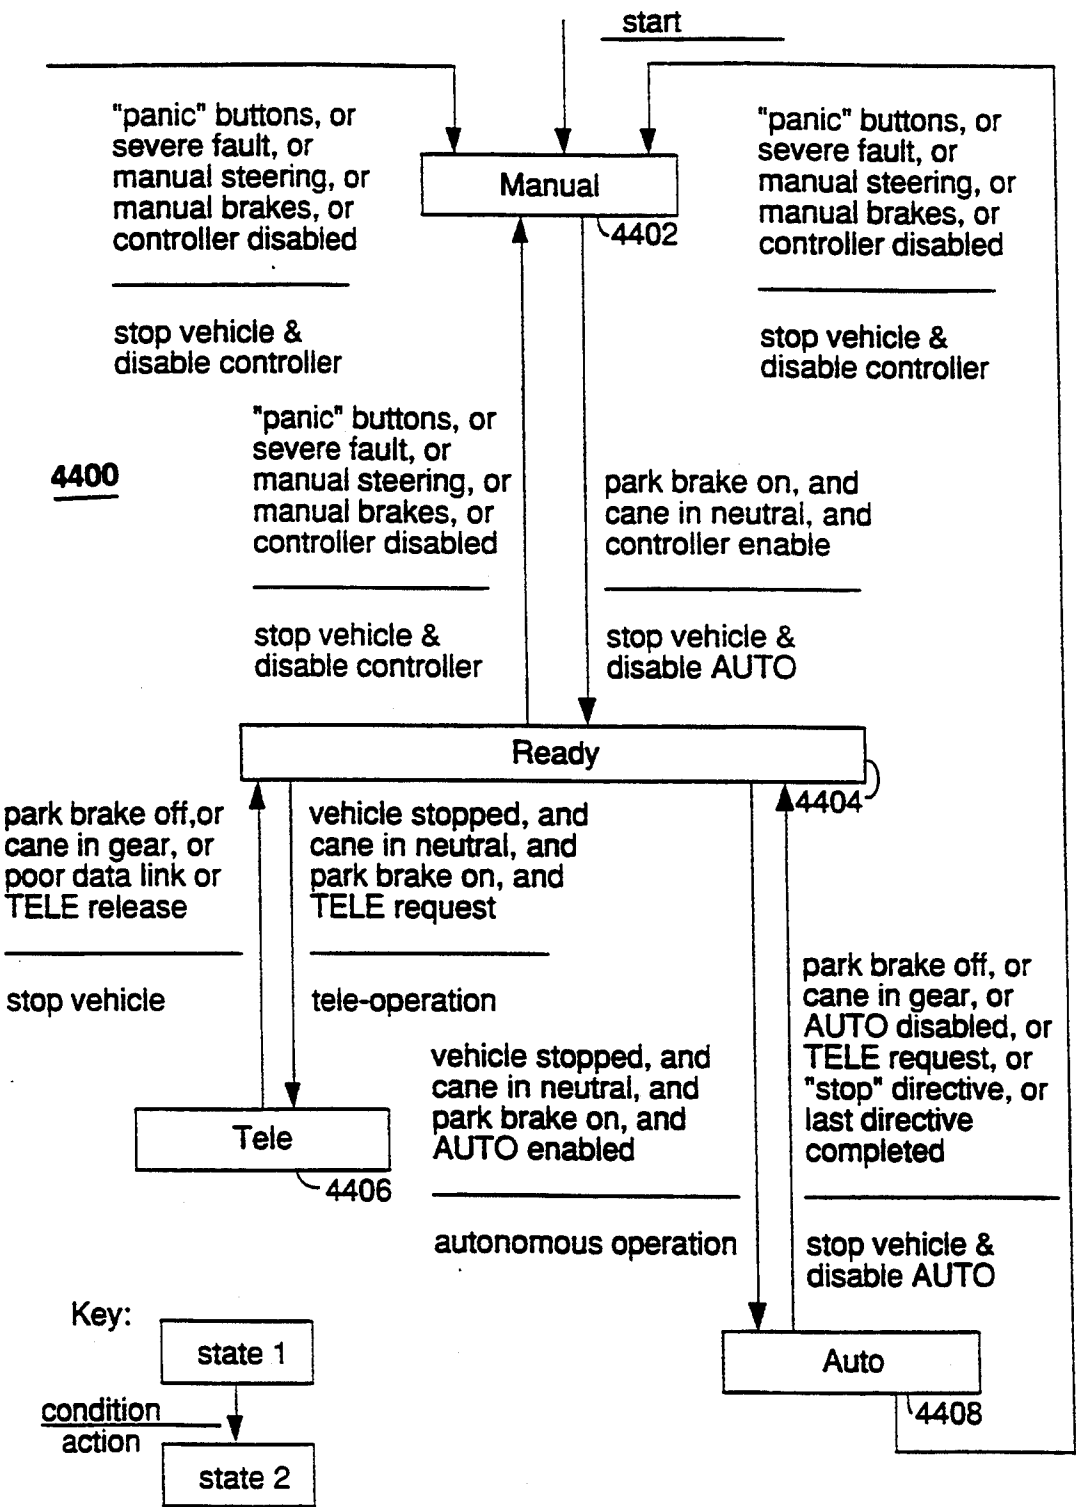 start
"panic" buttons, or
severe fault, or
manual steering, or
manual brakes, or
controller disabled
stop vehicle &
disable controller
Manual
4402
"panic" buttons, or
severe fault, or
manual steering, or
manual brakes, or
controller disabled
stop vehicle &
disable controller
4400
"panic" buttons, or
severe fault, or
manual steering, or
manual brakes, or
controller disabled
stop vehicle &
disable controller
park brake on, and
cane in neutral, and
controller enable
stop vehicle &
disable AUTO
Ready
4404
park brake off,or
cane in gear, or
poor data link or
TELE release
stop vehicle
vehicle stopped, and
cane in neutral, and
park brake on, and
TELE request
tele-operation
Tele
4406
vehicle stopped, and
cane in neutral, and
park brake on, and
AUTO enabled
autonomous operation
park brake off, or
cane in gear, or
AUTO disabled, or
TELE request, or
"stop" directive, or
last directive
completed
stop vehicle &
disable AUTO
Auto
4408
Key:
state 1
condition
action
state 2